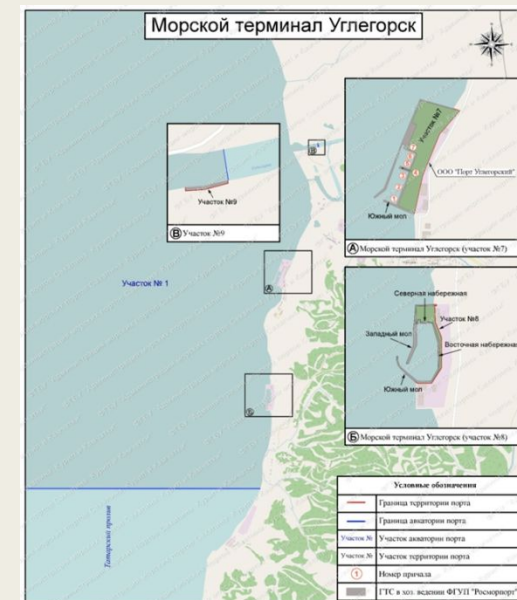 Морской терминал Углегорск
Участок №7
ООО "Порт Углегорский"
Южный мол
А Морской терминал Углегорск (участок №7)
В
Участок №9
В Участок №9
Участок № 1
А
Северная набережная
Участок №8
Западный мол
Восточная набережная
Южный мол
Б Морской терминал Углегорск (участок №8)
Б
Татарский пролив
Условные обозначения
Граница территории порта
Граница акватории порта
Участок № Участок акватории порта
Участок № Участок территории порта
1 Номер причала
ГТС в хоз. ведении ФГУП "Росморпорт"